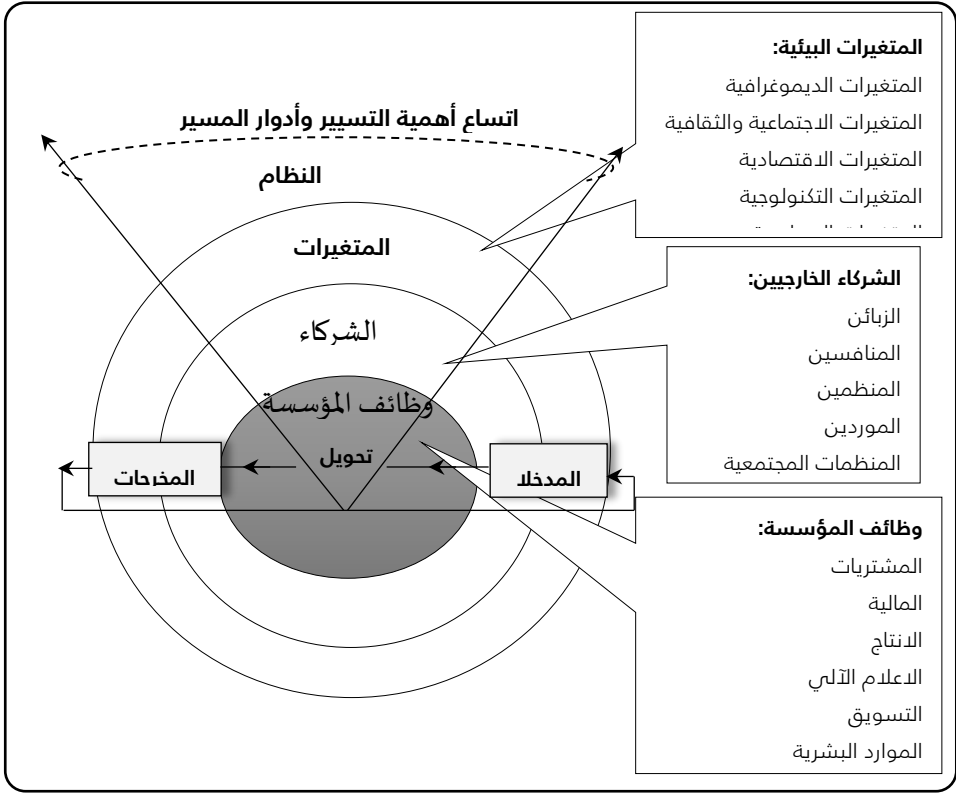 المتغيرات البيئية:
المتغيرات الديموغرافية
المتغيرات الاجتماعية والثقافية
المتغيرات الاقتصادية
المتغيرات التكنولوجية
اتساع أهمية التسيير وأدوار المسير
النظام
المتغيرات
الشركاء
وظائف المؤسسة
تحويل
المدخلا
المخرجات
الشركاء الخارجيين:
الزبائن
المنافسين
المنظمين
الموردين
المنظمات المجتمعية
وظائف المؤسسة:
المشتريات
المالية
الانتاج
الاعلام الآلي
التسويق
الموارد البشرية